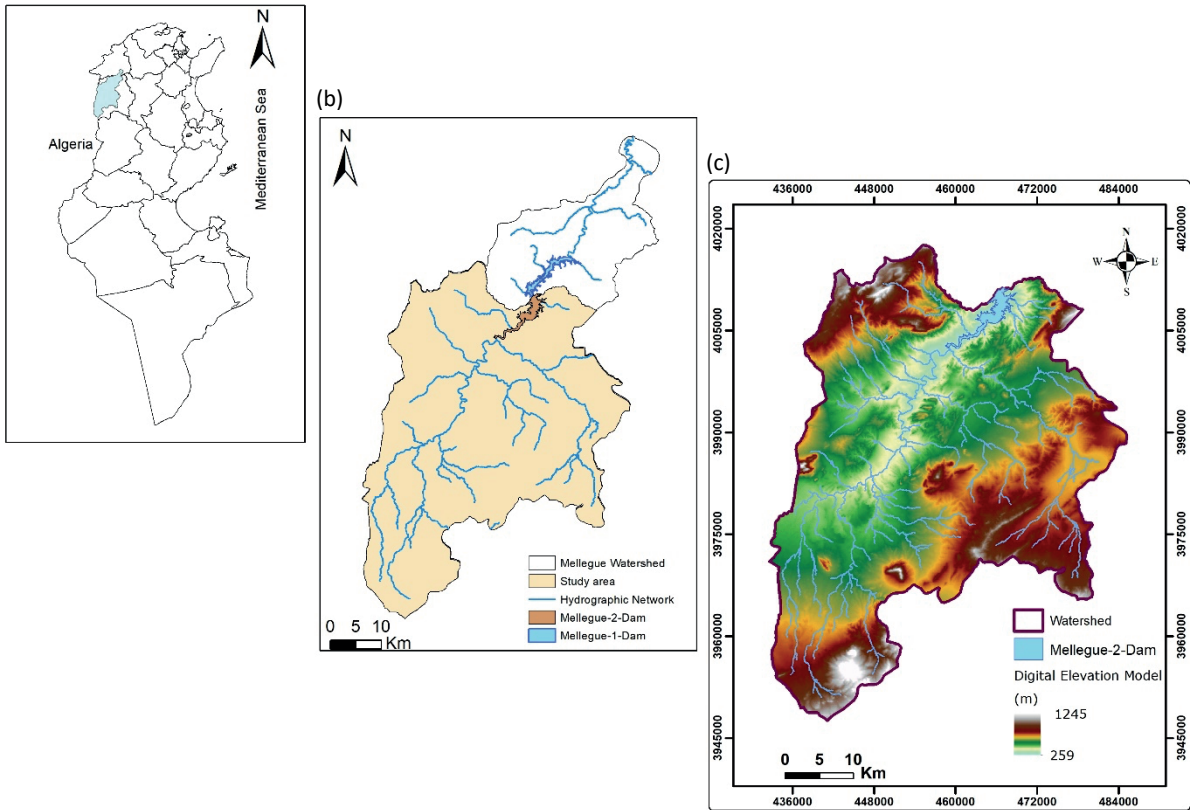 N
Algeria
Mediterranean Sea
(b)
N
Mellegue Watershed
Study area
Hydrographic Network
Mellegue-2-Dam
Mellegue-1-Dam
0 5 10
Km
(c)
436000 448000 460000 472000 484000
4020000
4005000
3990000
3975000
3960000
3945000
N
W E
S
4020000
4005000
3990000
3975000
3960000
3945000
Watershed
Mellegue-2-Dam
Digital Elevation Model
(m)
1245
259
0 5 10
Km
436000 448000 460000 472000 484000